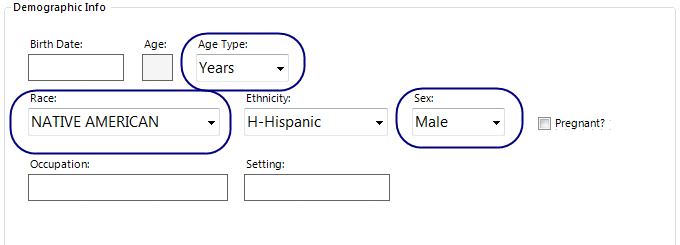 Demographic Info
Birth Date: Age: Age Type:
Years
Race: Ethnicity: Sex:
NATIVE AMERICAN H-Hispanic Male Pregnant?
Occupation: Setting: